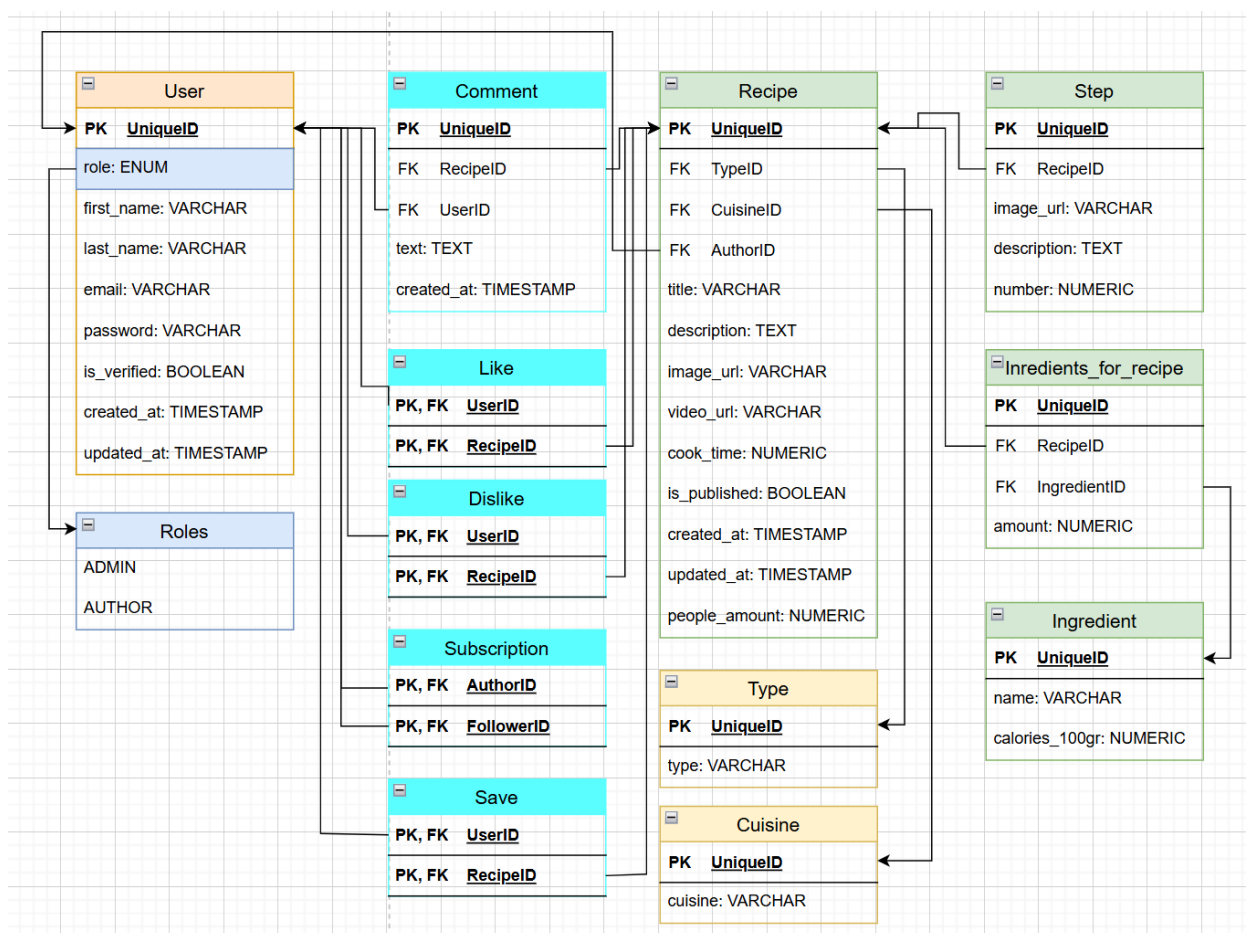 User
PK UniqueID
role: ENUM
first_name: VARCHAR
last_name: VARCHAR
email: VARCHAR
password: VARCHAR
is_verified: BOOLEAN
created_at: TIMESTAMP
updated_at: TIMESTAMP
Roles
ADMIN
AUTHOR
Comment
PK UniqueID
FK RecipeID
FK UserID
text: TEXT
created_at: TIMESTAMP
Like
PK, FK UserID
PK, FK RecipeID
Dislike
PK, FK UserID
PK, FK RecipeID
Subscription
PK, FK AuthorID
PK, FK FollowerID
Save
PK, FK UserID
PK, FK RecipeID
Recipe
PK UniqueID
FK TypeID
FK CuisineID
FK AuthorID
title: VARCHAR
description: TEXT
image_url: VARCHAR
video_url: VARCHAR
cook_time: NUMERIC
is_published: BOOLEAN
created_at: TIMESTAMP
updated_at: TIMESTAMP
people_amount: NUMERIC
Type
PK UniqueID
type: VARCHAR
Cuisine
PK UniqueID
cuisine: VARCHAR
Step
PK UniqueID
FK RecipeID
image_url: VARCHAR
description: TEXT
number: NUMERIC
Inredients_for_recipe
PK UniqueID
FK RecipeID
FK IngredientID
amount: NUMERIC
Ingredient
PK UniqueID
name: VARCHAR
calories_100gr: NUMERIC